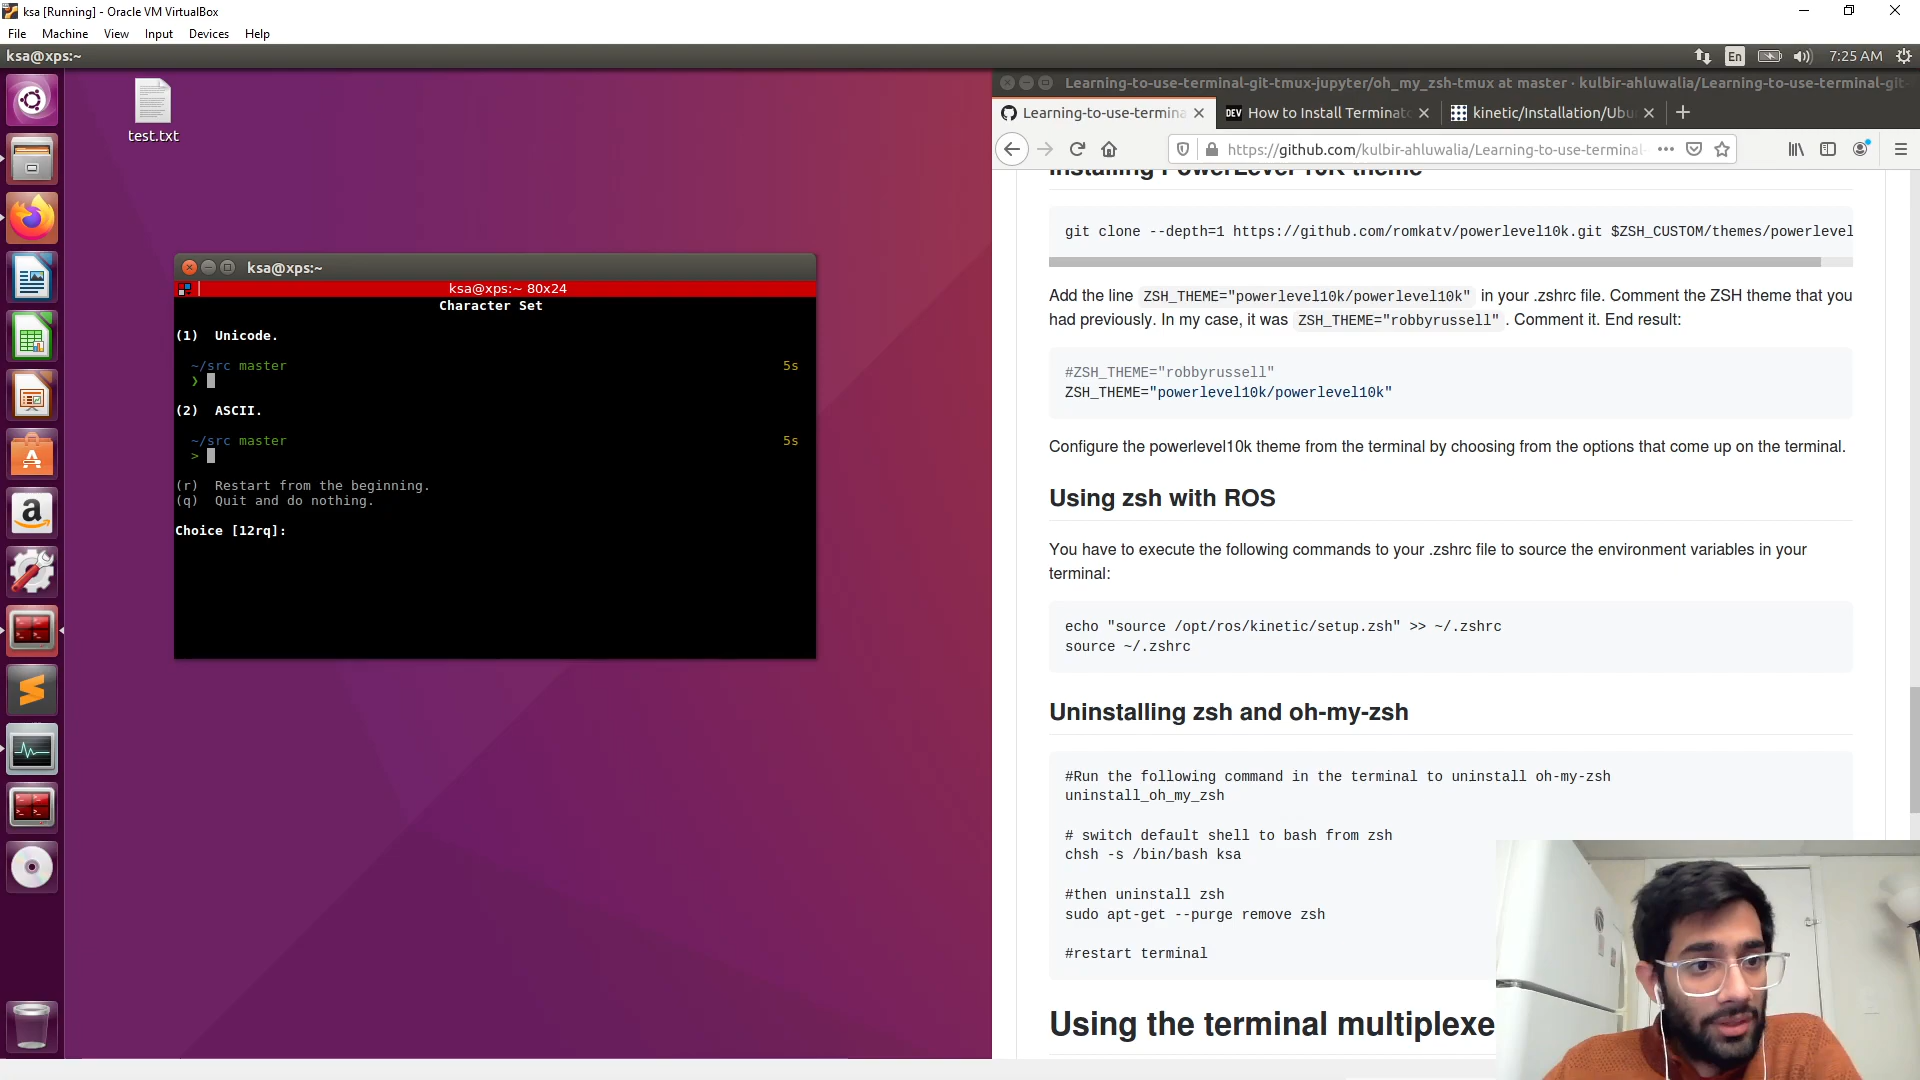 ksa [Running] - Oracle VM VirtualBox
File Machine View Input Devices Help
ksa@xps:~
En 7:25 AM
test.txt
ksa@xps:~
ksa@xps:~ 80x24
Character Set
(1) Unicode.
~/src master 5s
❯
(2) ASCII.
~/src master 5s
>
(r) Restart from the beginning.
(q) Quit and do nothing.
Choice [12rq]:
Learning-to-use-terminal-git-tmux-jupyter/oh_my_zsh-tmux at master · kulbir-ahluwalia/Learning-to-use-terminal-git-
Learning-to-use-termina
DEV How to Install Terminato
kinetic/Installation/Ubu
https://github.com/kulbir-ahluwalia/Learning-to-use-terminal-
Installing PowerLevel 10K theme
git clone --depth=1 https://github.com/romkatv/powerlevel10k.git $ZSH_CUSTOM/themes/powerlevel
Add the line ZSH_THEME="powerlevel10k/powerlevel10k" in your .zshrc file. Comment the ZSH theme that you
had previously. In my case, it was ZSH_THEME="robbyrussell". Comment it. End result:
#ZSH_THEME="robbyrussell"
ZSH_THEME="powerlevel10k/powerlevel10k"
Configure the powerlevel10k theme from the terminal by choosing from the options that come up on the terminal.
Using zsh with ROS
You have to execute the following commands to your .zshrc file to source the environment variables in your
terminal:
echo "source /opt/ros/kinetic/setup.zsh" >> ~/.zshrc
source ~/.zshrc
Uninstalling zsh and oh-my-zsh
#Run the following command in the terminal to uninstall oh-my-zsh
uninstall_oh_my_zsh
# switch default shell to bash from zsh
chsh -s /bin/bash ksa
#then uninstall zsh
sudo apt-get --purge remove zsh
#restart terminal
Using the terminal multiplexe